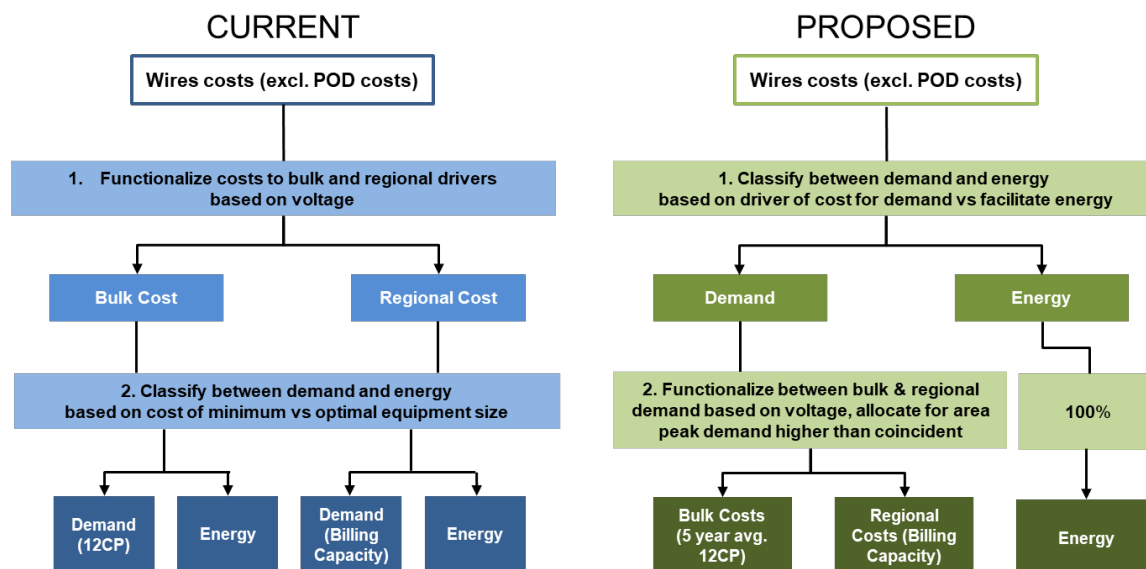 CURRENT
Wires costs (excl. POD costs)
1. Functionalize costs to bulk and regional drivers
based on voltage
Bulk Cost
Regional Cost
2. Classify between demand and energy
based on cost of minimum vs optimal equipment size
Demand
(12CP)
Energy
Demand
(Billing
Capacity)
Energy
PROPOSED
Wires costs (excl. POD costs)
1. Classify between demand and energy
based on driver of cost for demand vs facilitate energy
Demand
Energy
2. Functionalize between bulk & regional
demand based on voltage, allocate for area
peak demand higher than coincident
100%
Bulk Costs
(5 year avg.
12CP)
Regional
Costs (Billing
Capacity)
Energy